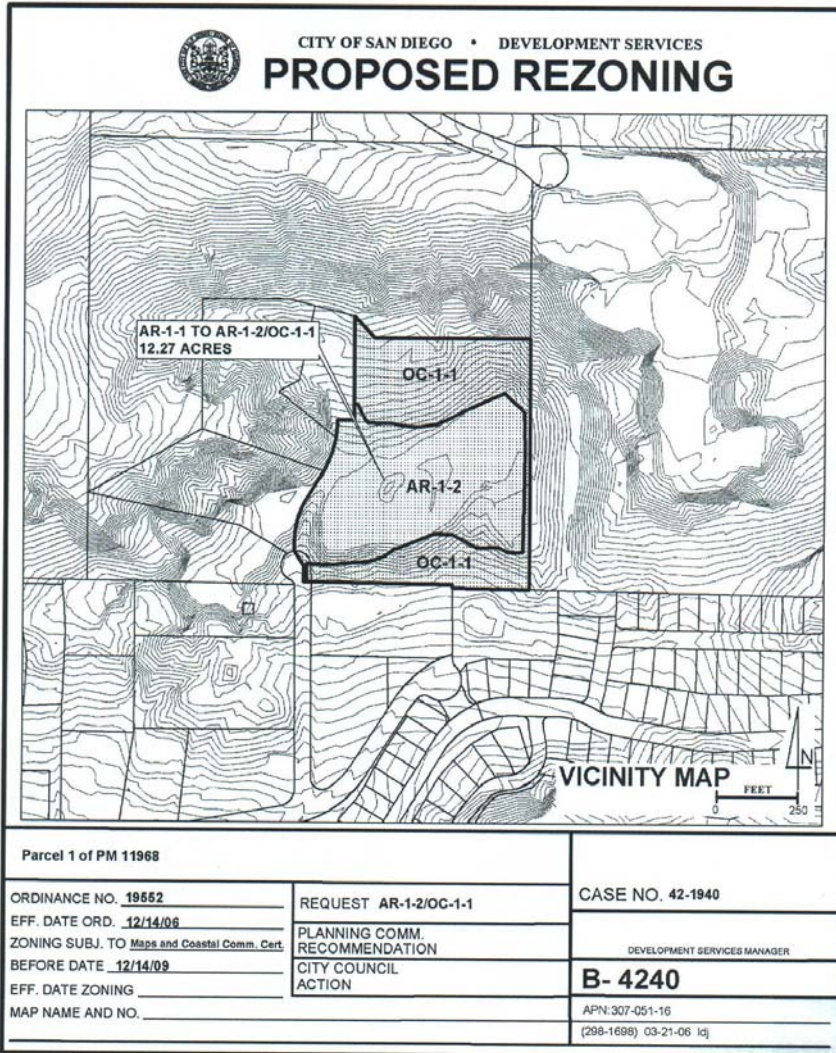 CITY OF SAN DIEGO • DEVELOPMENT SERVICES
PROPOSED REZONING
AR-1-1 TO AR-1-2/OC-1-1
12.27 ACRES
OC-1-1
AR-1-2
OC-1-1
N
VICINITY MAP
FEET
0 250
Parcel 1 of PM 11968
ORDINANCE NO. 19552
EFF. DATE ORD. 12/14/06
ZONING SUBJ. TO Maps and Coastal Comm. Cert.
BEFORE DATE 12/14/09
EFF. DATE ZONING
MAP NAME AND NO.
REQUEST AR-1-2/OC-1-1
PLANNING COMM.
RECOMMENDATION
CITY COUNCIL
ACTION
CASE NO. 42-1940
DEVELOPMENT SERVICES MANAGER
B- 4240
APN:307-051-16
(298-1698) 03-21-06 ldj